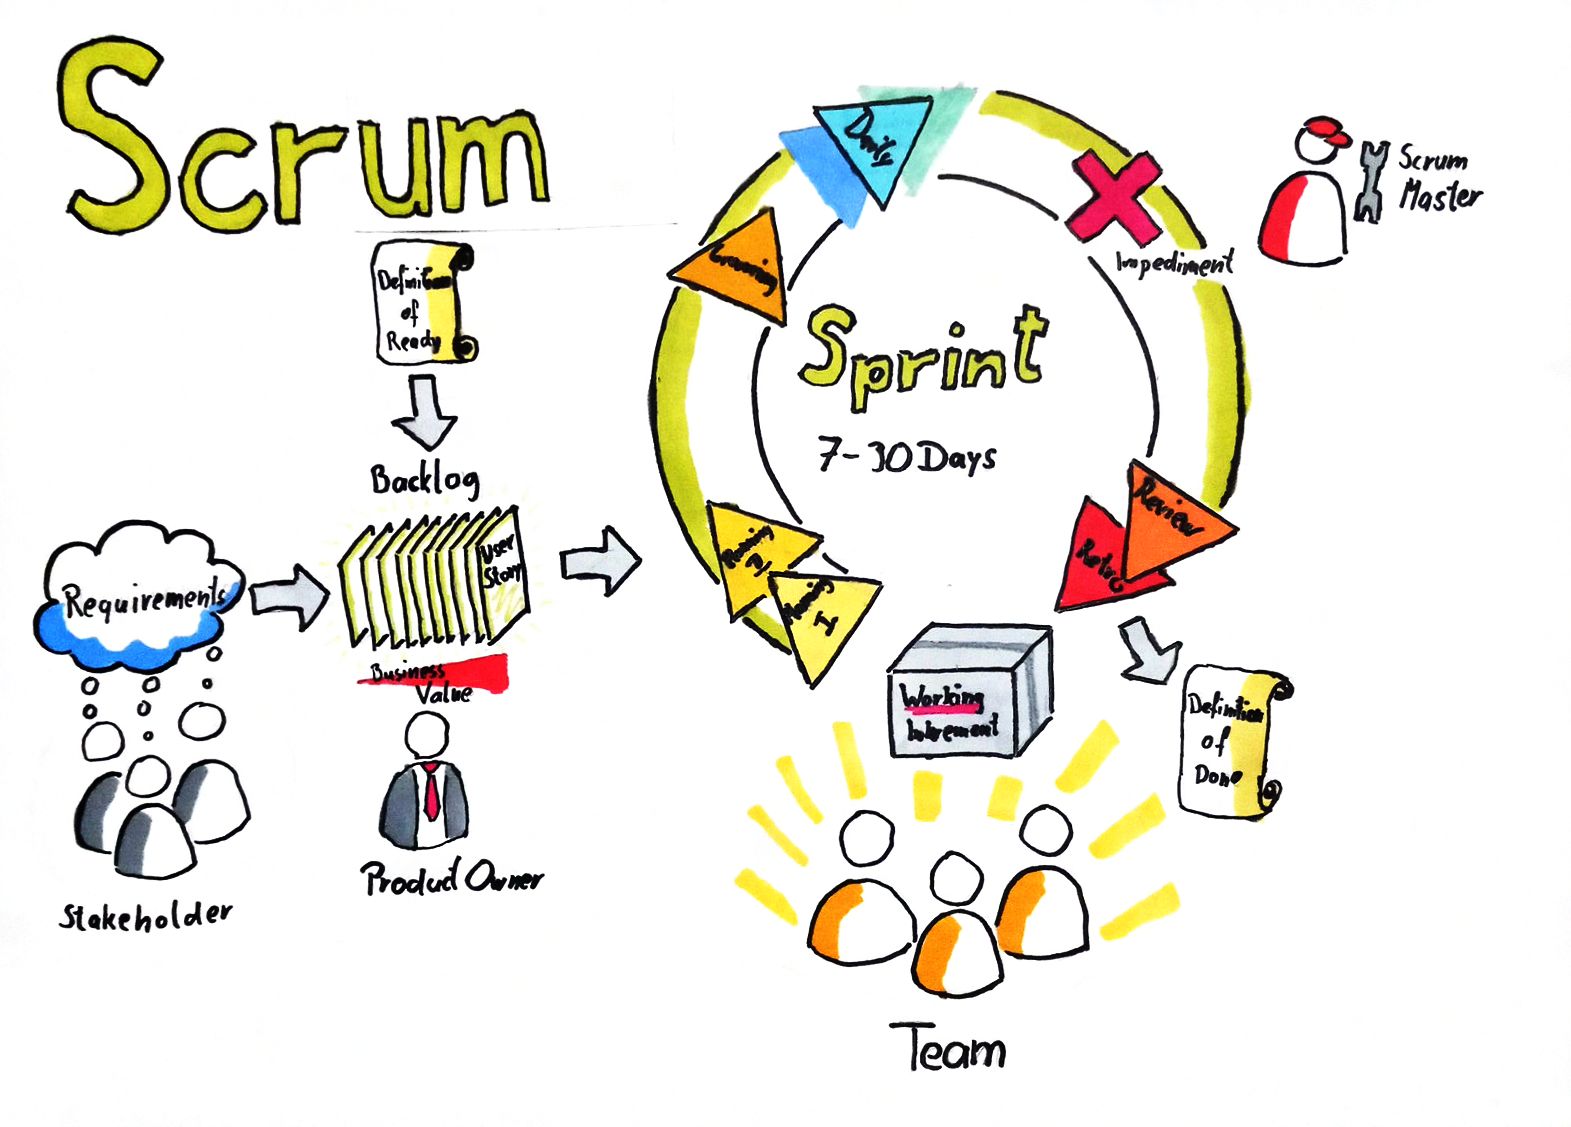 Scrum
Definition
of
Ready
Backlog
User
Story
Requirements
Business
Value
Stakeholder
Product Owner
Daily
Grooming
Sprint
7-30 Days
Impediment
Scrum
Master
Planning
II
Planning
I
Review
Retro
Working
Inkrement
Definition
of
Done
Team